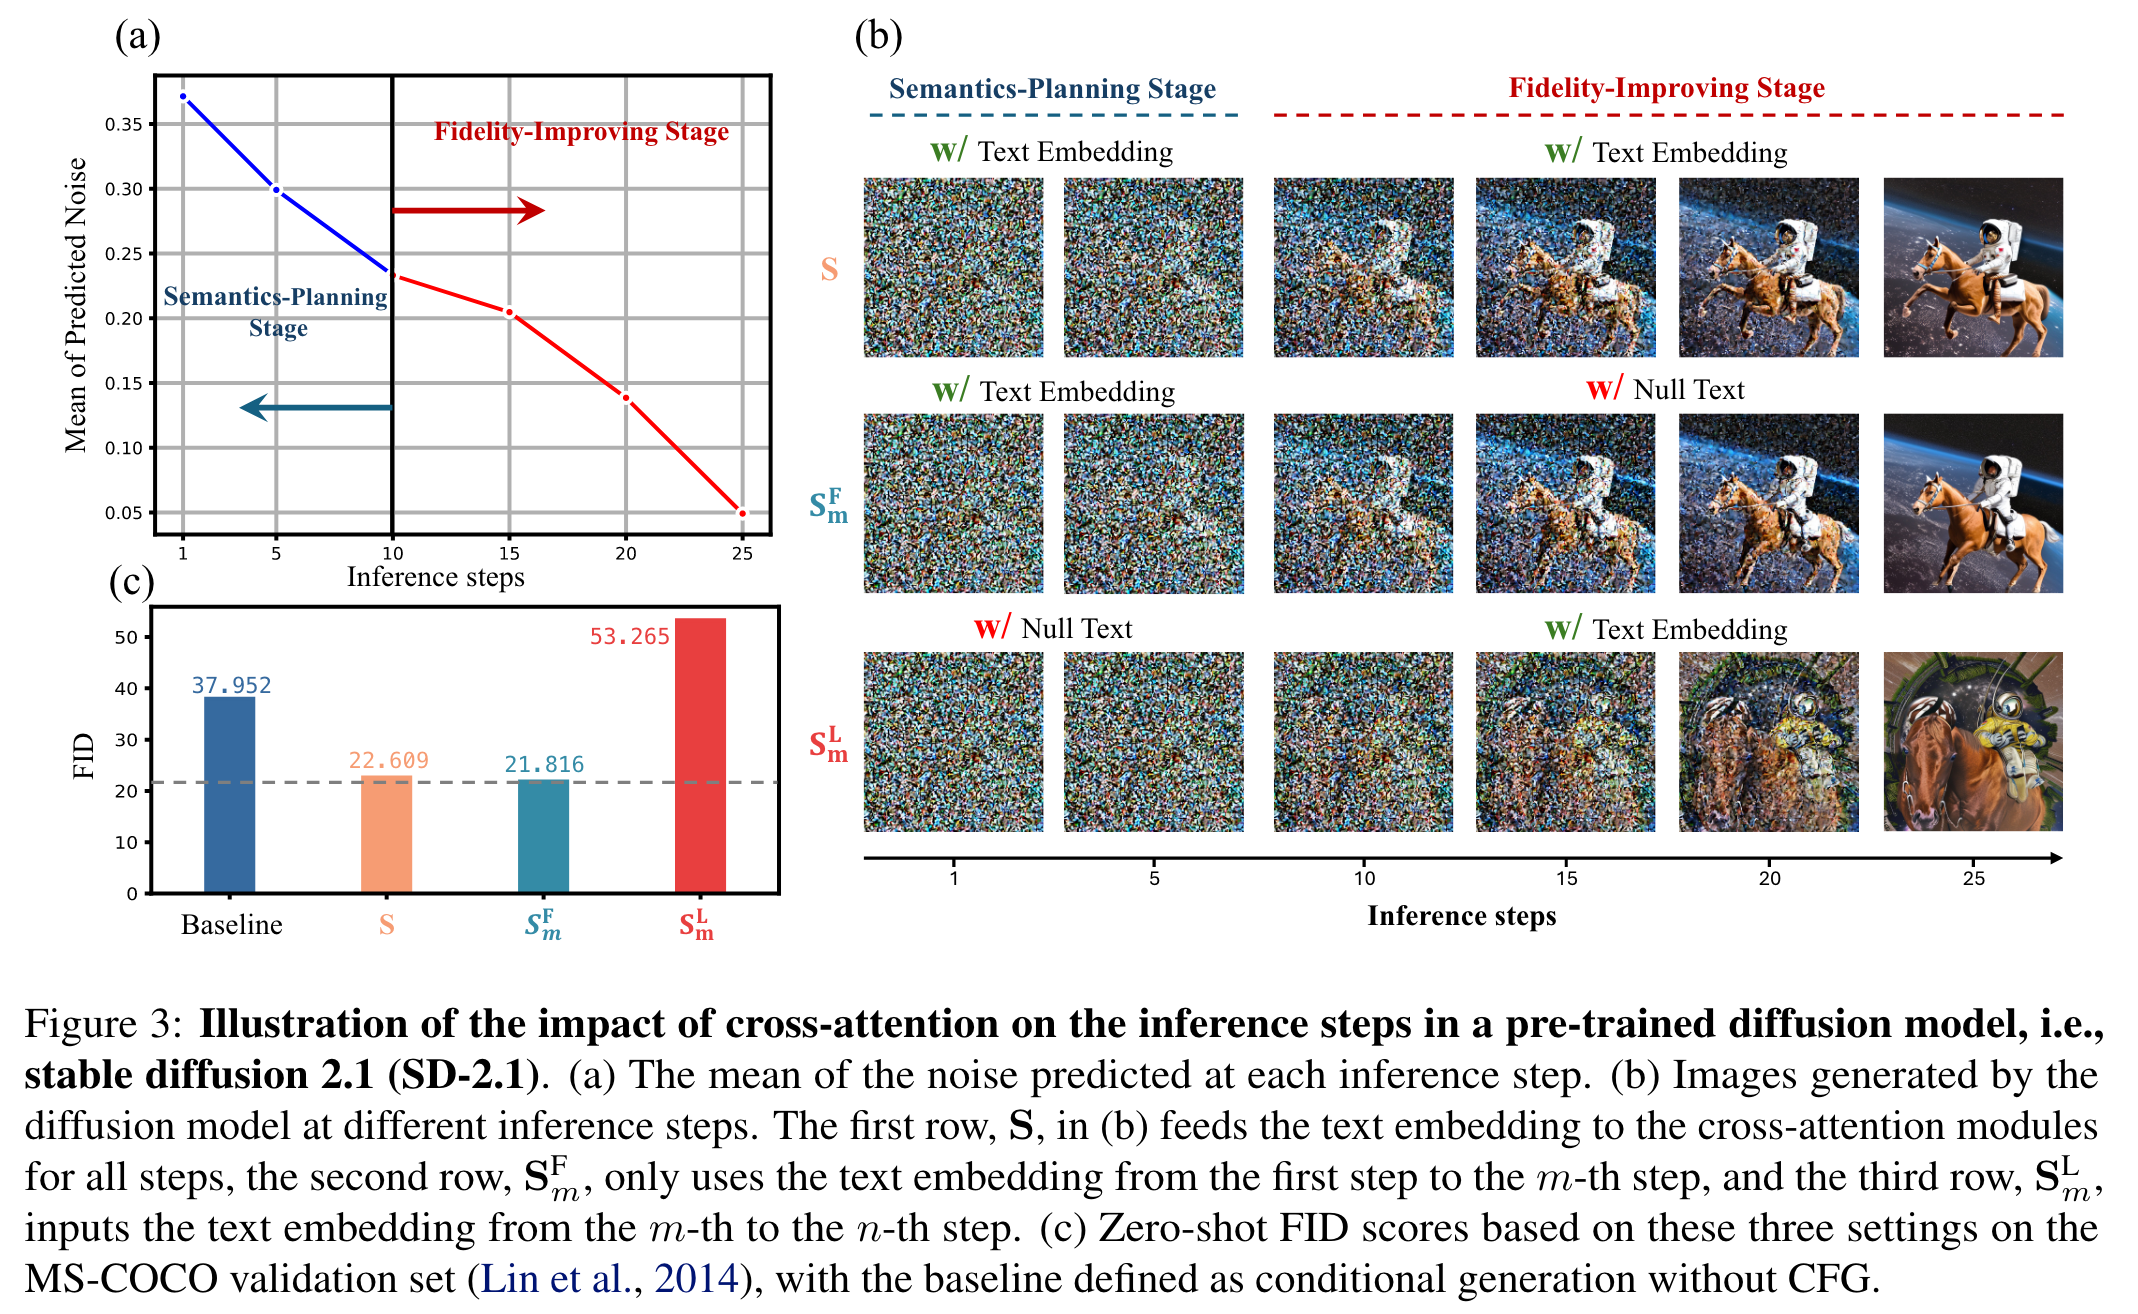 (a)
0.35
0.30
0.25
0.20
0.15
0.10
0.05
Mean of Predicted Noise
Fidelity-Improving Stage
Semantics-Planning
Stage
1 5 10 15 20 25
Inference steps
(c)
50
40
30
20
10
0
FID
37.952
22.609
21.816
53.265
Baseline S S_m^F S_m^L
(b)
Semantics-Planning Stage Fidelity-Improving Stage
w/ Text Embedding w/ Text Embedding
S
w/ Text Embedding w/ Null Text
S_m^F
w/ Null Text w/ Text Embedding
S_m^L
1 5 10 15 20 25
Inference steps
Figure 3: Illustration of the impact of cross-attention on the inference steps in a pre-trained diffusion model, i.e.,
stable diffusion 2.1 (SD-2.1). (a) The mean of the noise predicted at each inference step. (b) Images generated by the
diffusion model at different inference steps. The first row, S, in (b) feeds the text embedding to the cross-attention modules
for all steps, the second row, S_m^F, only uses the text embedding from the first step to the m-th step, and the third row, S_m^L,
inputs the text embedding from the m-th to the n-th step. (c) Zero-shot FID scores based on these three settings on the
MS-COCO validation set (Lin et al., 2014), with the baseline defined as conditional generation without CFG.